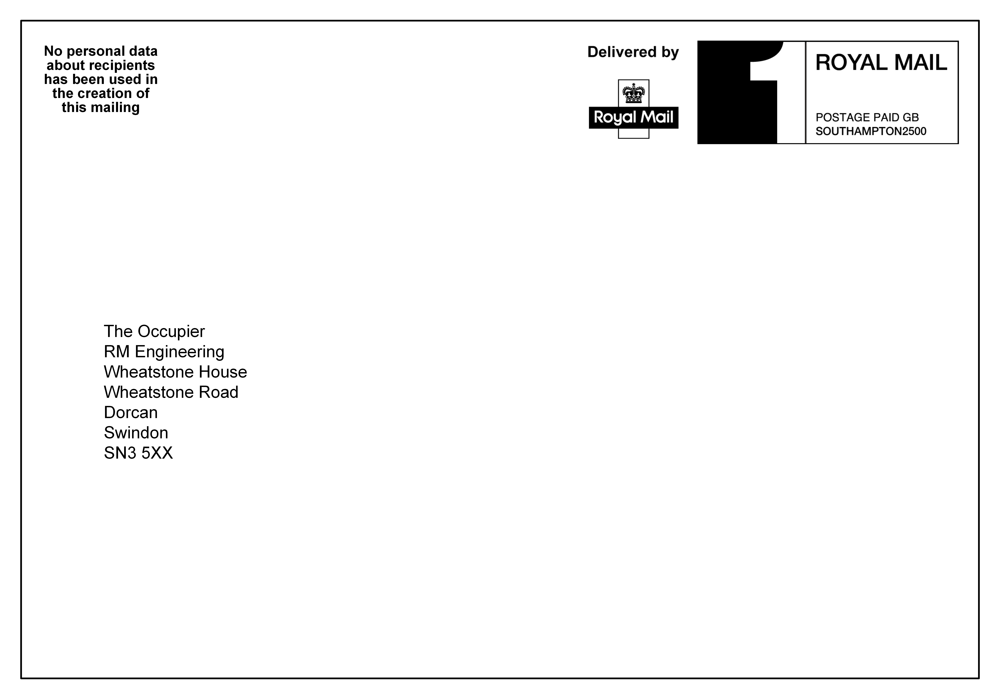 No personal data
about recipients
has been used in
the creation of
this mailing
Delivered by
Royal Mail
1
ROYAL MAIL
POSTAGE PAID GB
SOUTHAMPTON2500
The Occupier
RM Engineering
Wheatstone House
Wheatstone Road
Dorcan
Swindon
SN3 5XX